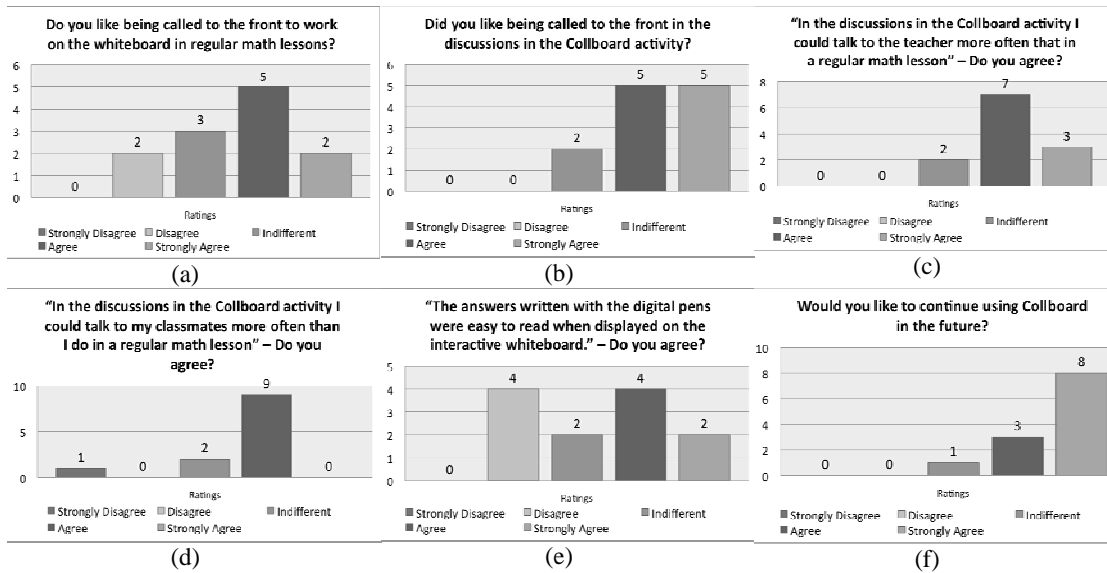 Do you like being called to the front to work
on the whiteboard in regular math lessons?
6
5
4
3
2
1
0
0
2
3
5
2
Ratings
Strongly Disagree Disagree Indifferent
Agree Strongly Agree
(a)
Did you like being called to the front in the
discussions in the Collboard activity?
6
5
4
3
2
1
0
0
0
2
5
5
Ratings
Strongly Disagree Disagree Indifferent
Agree Strongly Agree
(b)
“In the discussions in the Collboard activity I
could talk to the teacher more often that in
a regular math lesson” – Do you agree?
8
6
4
2
0
0
0
2
7
3
Ratings
Strongly Disagree Disagree Indifferent
Agree Strongly Agree
(c)
“In the discussions in the Collboard activity I
could talk to my classmates more often than
I do in a regular math lesson” – Do you
agree?
10
5
0
1
0
2
9
0
Ratings
Strongly Disagree Disagree Indifferent
Agree Strongly Agree
(d)
“The answers written with the digital pens
were easy to read when displayed on the
interactive whiteboard.” – Do you agree?
5
4
3
2
1
0
0
4
2
4
2
Ratings
Strongly Disagree Disagree Indifferent
Agree Strongly Agree
(e)
Would you like to continue using Collboard
in the future?
10
8
6
4
2
0
0
0
1
3
8
Ratings
Strongly Disagree Disagree Indifferent
Agree Strongly Agree
(f)